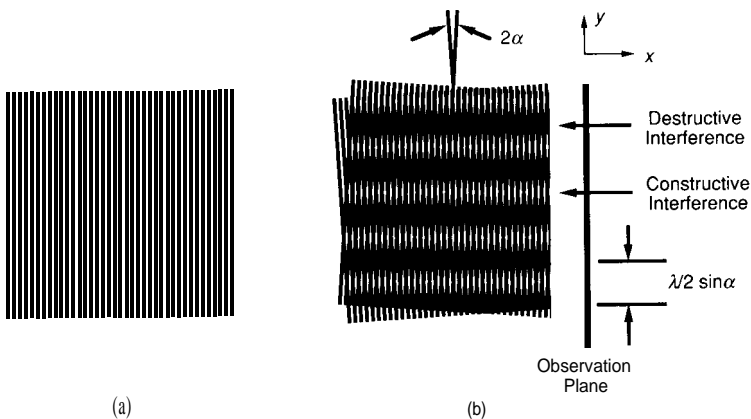 y
2α
x
Destructive
Interference
Constructive
Interference
λ/2 sinα
Observation
Plane
(a)
(b)